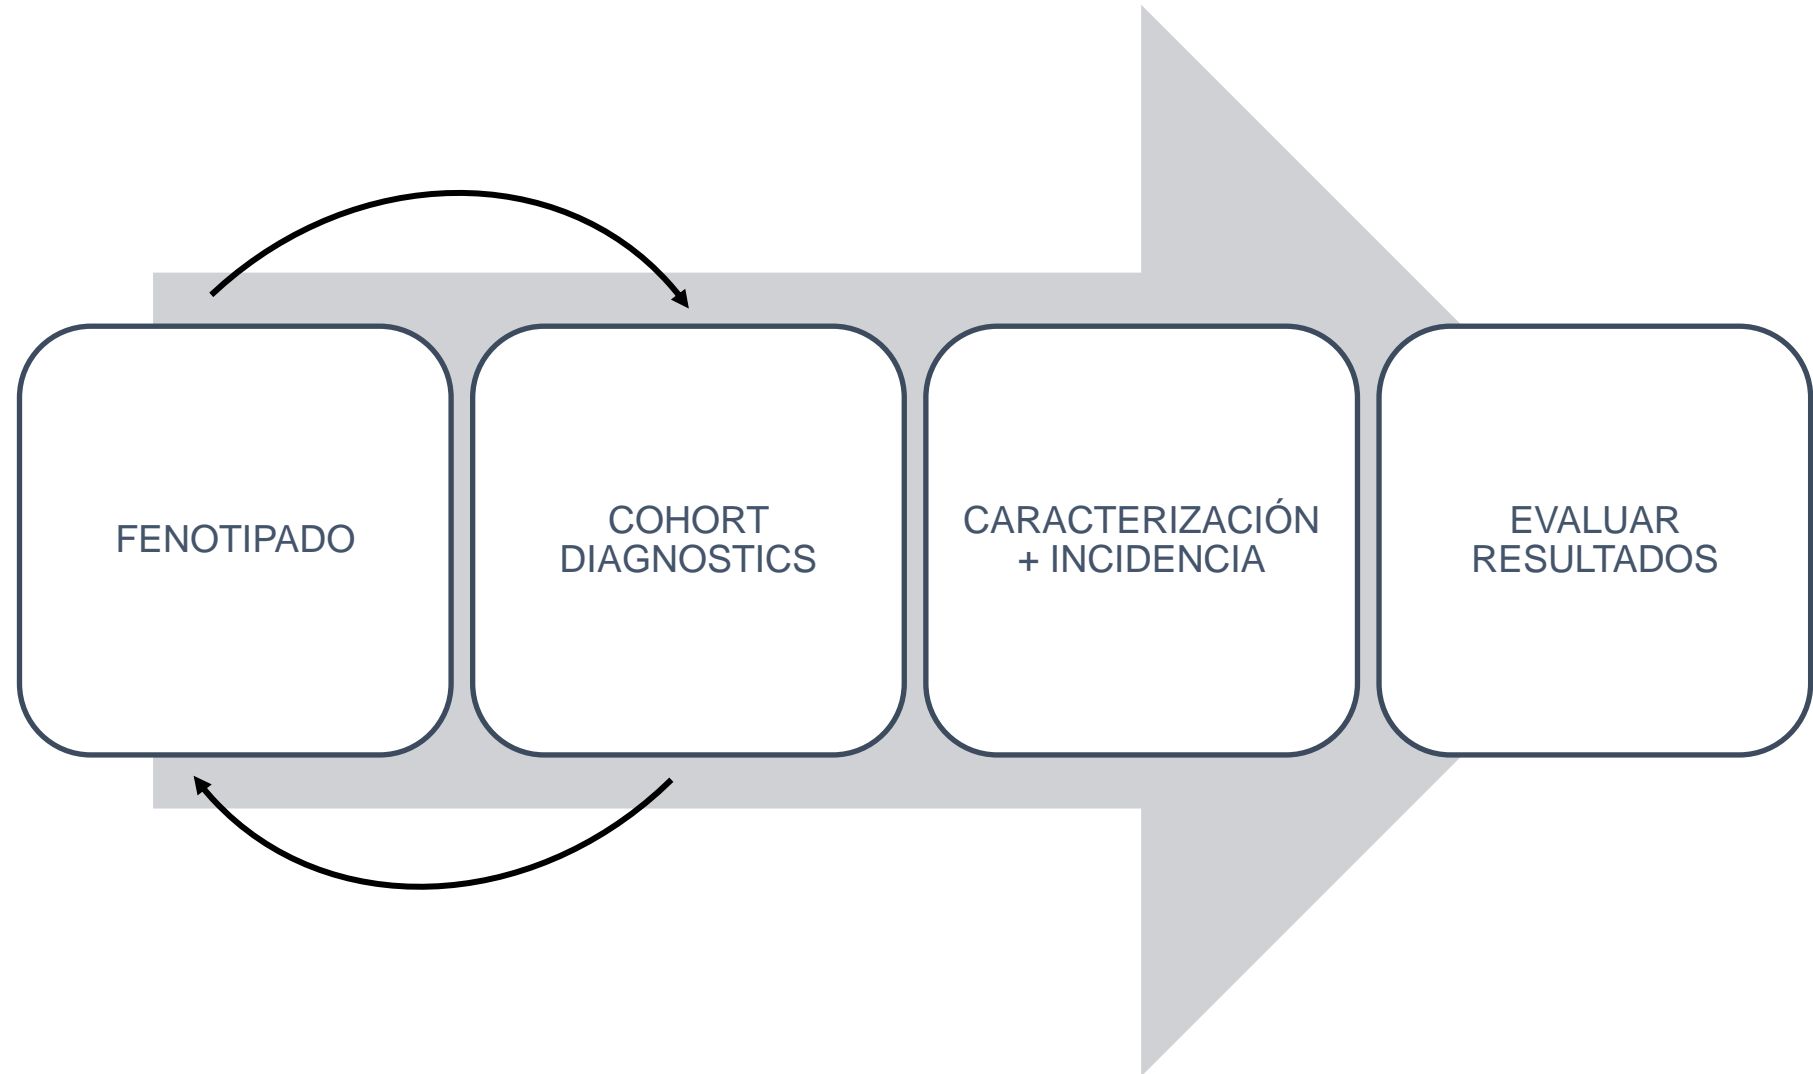 FENOTIPADO
COHORT
DIAGNOSTICS
CARACTERIZACIÓN
+ INCIDENCIA
EVALUAR
RESULTADOS